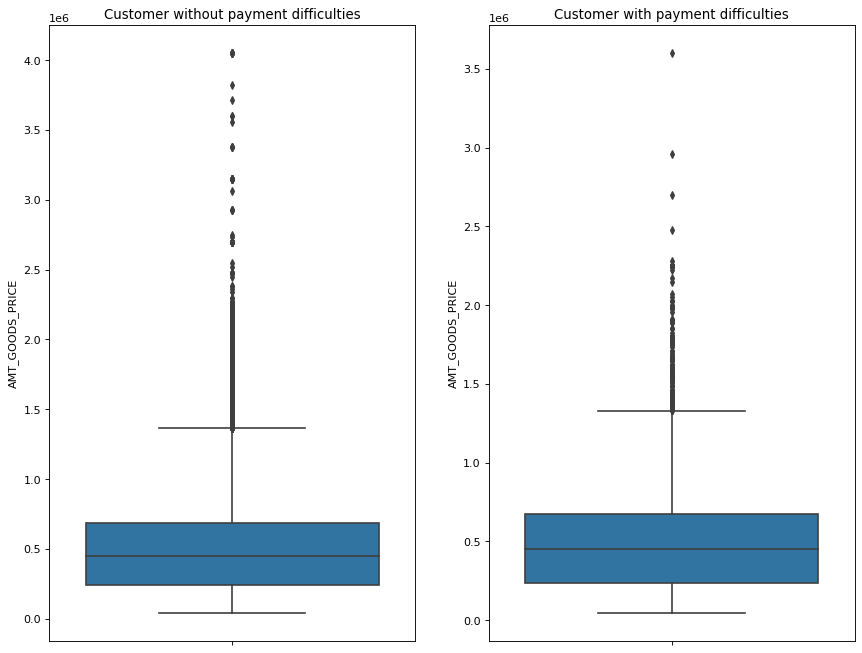 Customer without payment difficulties
1e6
4.0
3.5
3.0
2.5
2.0
1.5
1.0
0.5
0.0
AMT_GOODS_PRICE
Customer with payment difficulties
1e6
3.5
3.0
2.5
2.0
1.5
1.0
0.5
0.0
AMT_GOODS_PRICE